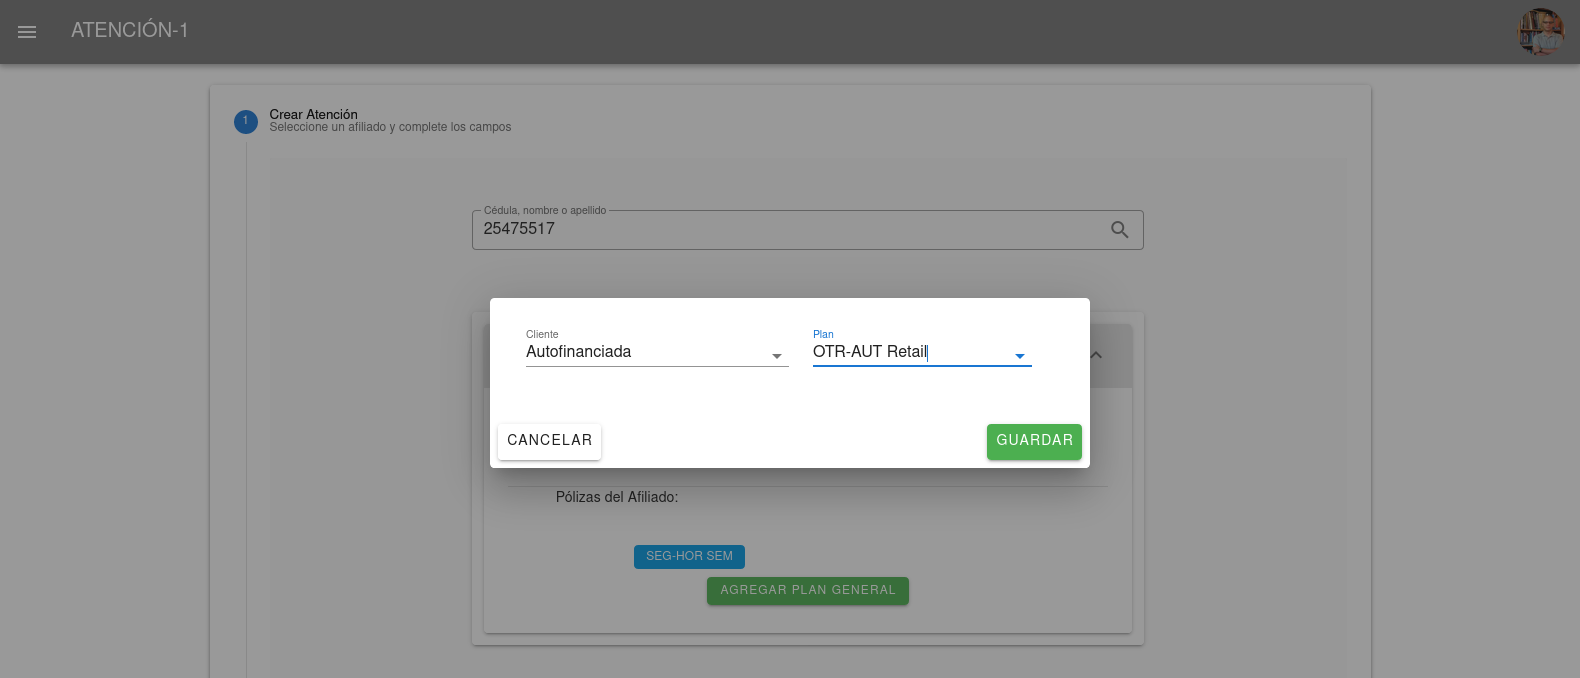 ATENCIÓN-1
1
Crear Atención
Seleccione un afiliado y complete los campos
Cédula, nombre o apellido
25475517
Cliente
Autofinanciada
Plan
OTR-AUT Retail
CANCELAR
GUARDAR
Pólizas del Afiliado:
SEG-HOR SEM
AGREGAR PLAN GENERAL